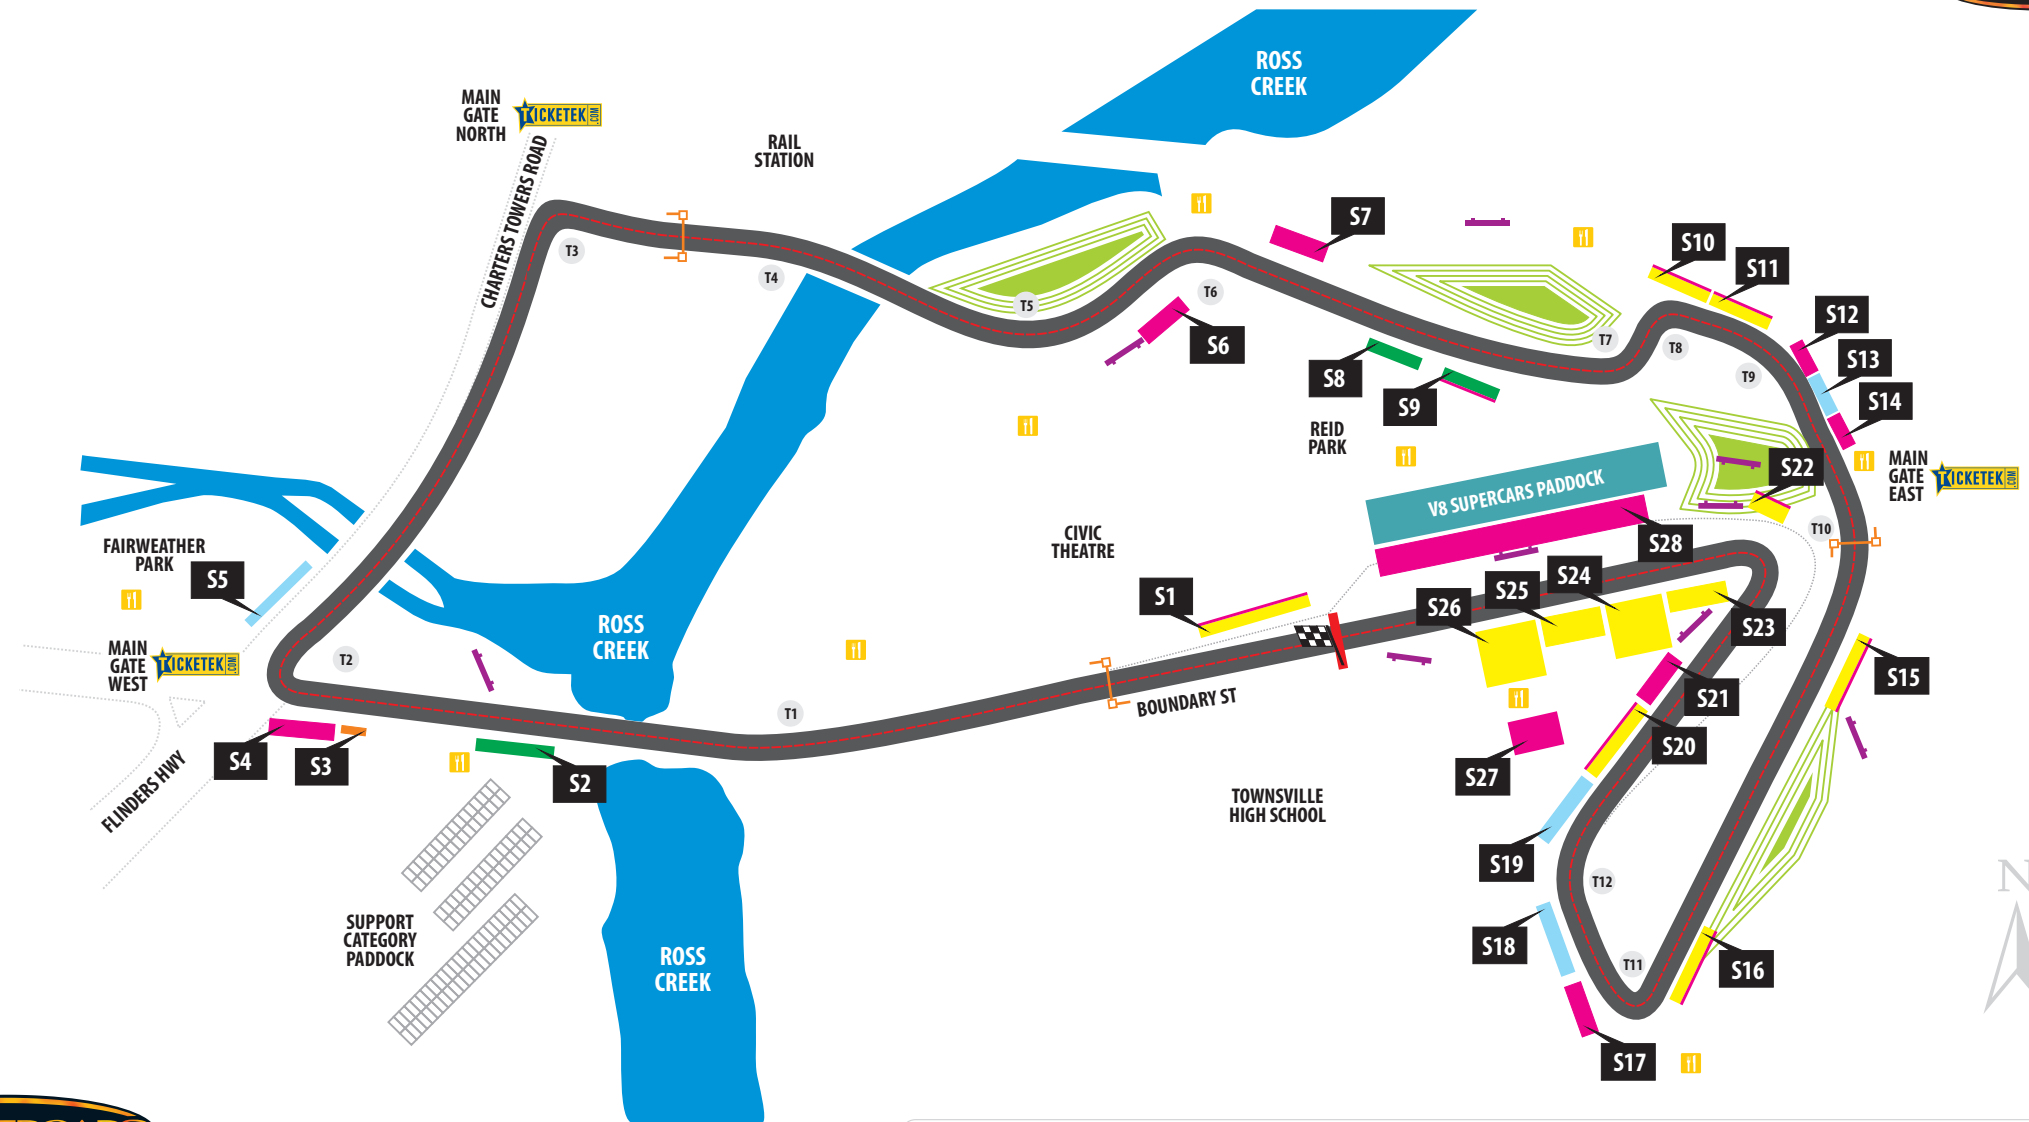 ROSS
CREEK
MAIN
GATE
NORTH
TICKETEK.COM
CHARTERS TOWERS ROAD
RAIL
STATION
T3
T4
T5
T6
S7
S6
S10
S11
S12
S13
S14
T7
T8
T9
S8
S9
REID
PARK
V8 SUPERCARS PADDOCK
S22
MAIN
GATE
EAST
TICKETEK.COM
T10
S28
CIVIC
THEATRE
FAIRWEATHER
PARK
S5
MAIN
GATE
WEST
TICKETEK.COM
T2
ROSS
CREEK
S1
S26
S25
S24
S23
S15
S21
S20
BOUNDARY ST
T1
S4
S3
S2
FLINDERS HWY
S27
TOWNSVILLE
HIGH SCHOOL
S19
T12
S18
T11
S16
S17
SUPPORT
CATEGORY
PADDOCK
ROSS
CREEK
N